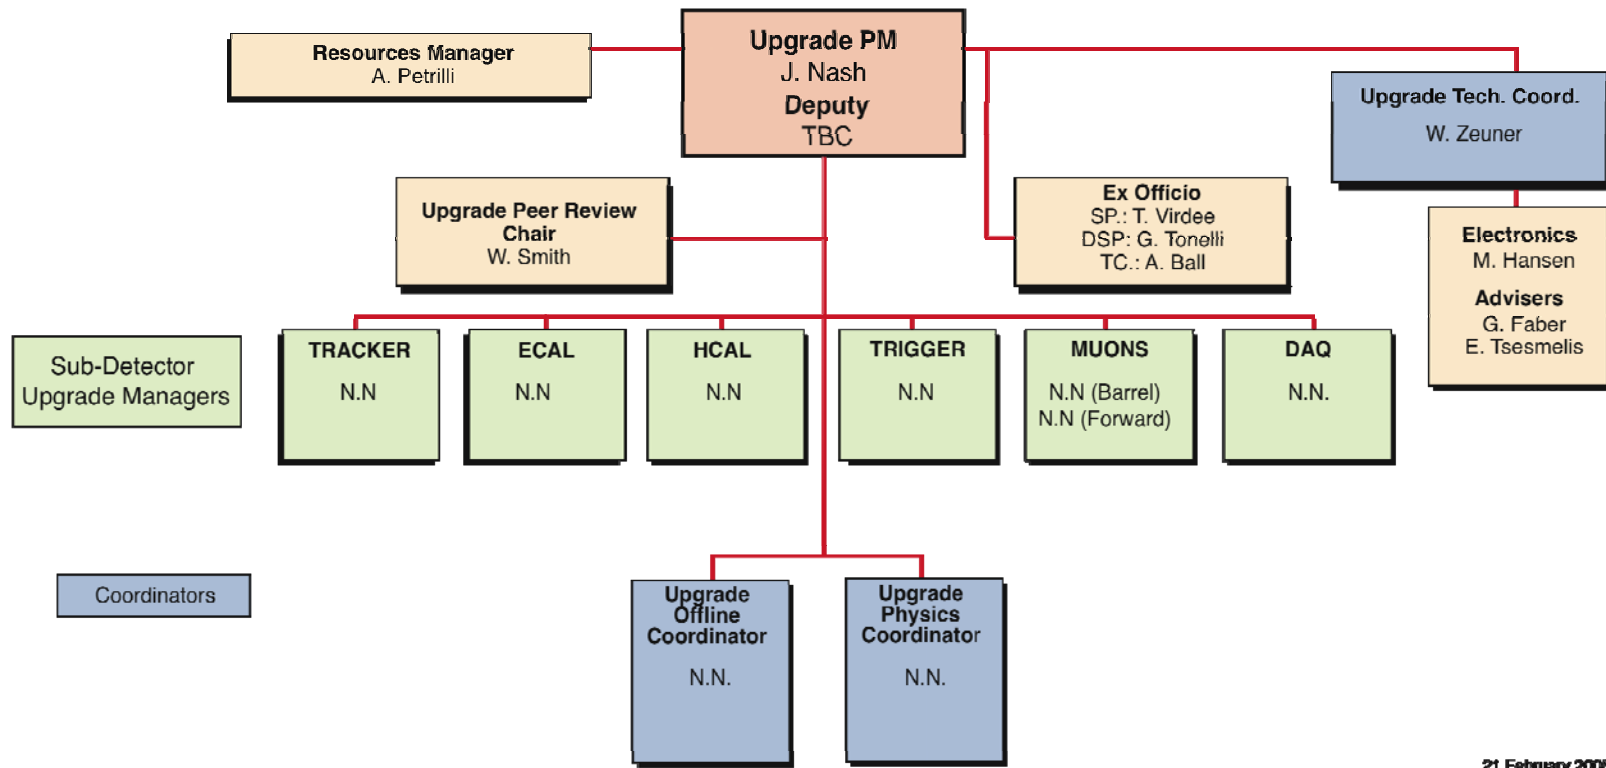 Resources Manager
A. Petrilli
Upgrade PM
J. Nash
Deputy
TBC
Upgrade Tech. Coord.
W. Zeuner
Upgrade Peer Review
Chair
W. Smith
Ex Officio
SP.: T. Virdee
DSP: G. Tonelli
TC.: A. Ball
Electronics
M. Hansen
Advisers
G. Faber
E. Tsesmelis
Sub-Detector
Upgrade Managers
TRACKER
N.N
ECAL
N.N
HCAL
N.N
TRIGGER
N.N
MUONS
N.N (Barrel)
N.N (Forward)
DAQ
N.N.
Coordinators
Upgrade
Offline
Coordinator
N.N.
Upgrade
Physics
Coordinator
N.N.
21 February